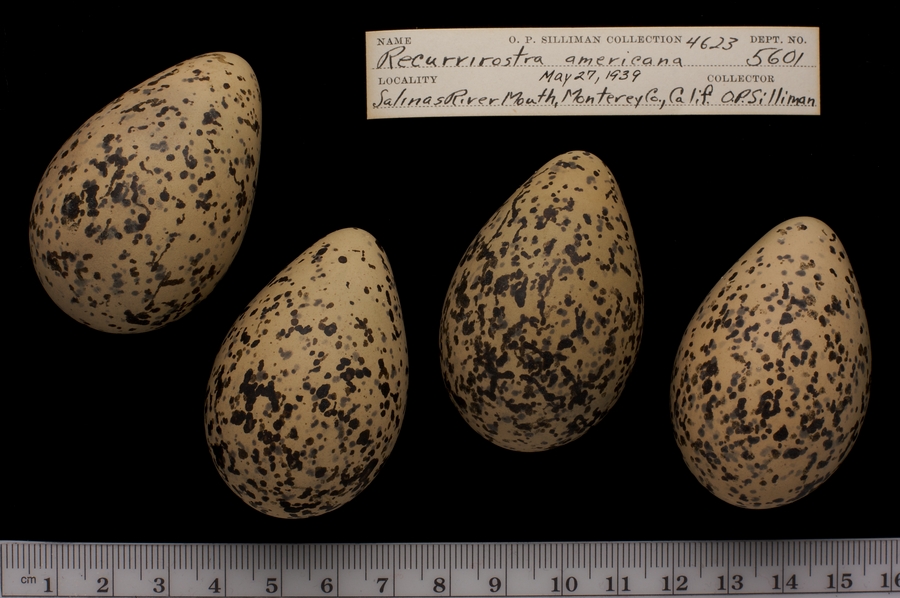 NAME O. P. SILLIMAN COLLECTION 4623 DEPT. NO.
Recurvirostra americana 5601
LOCALITY May 27, 1939 COLLECTOR
Salinas River Mouth, Monterey Co., Calif. O.P. Silliman
cm 1 2 3 4 5 6 7 8 9 10 11 12 13 14 15 16